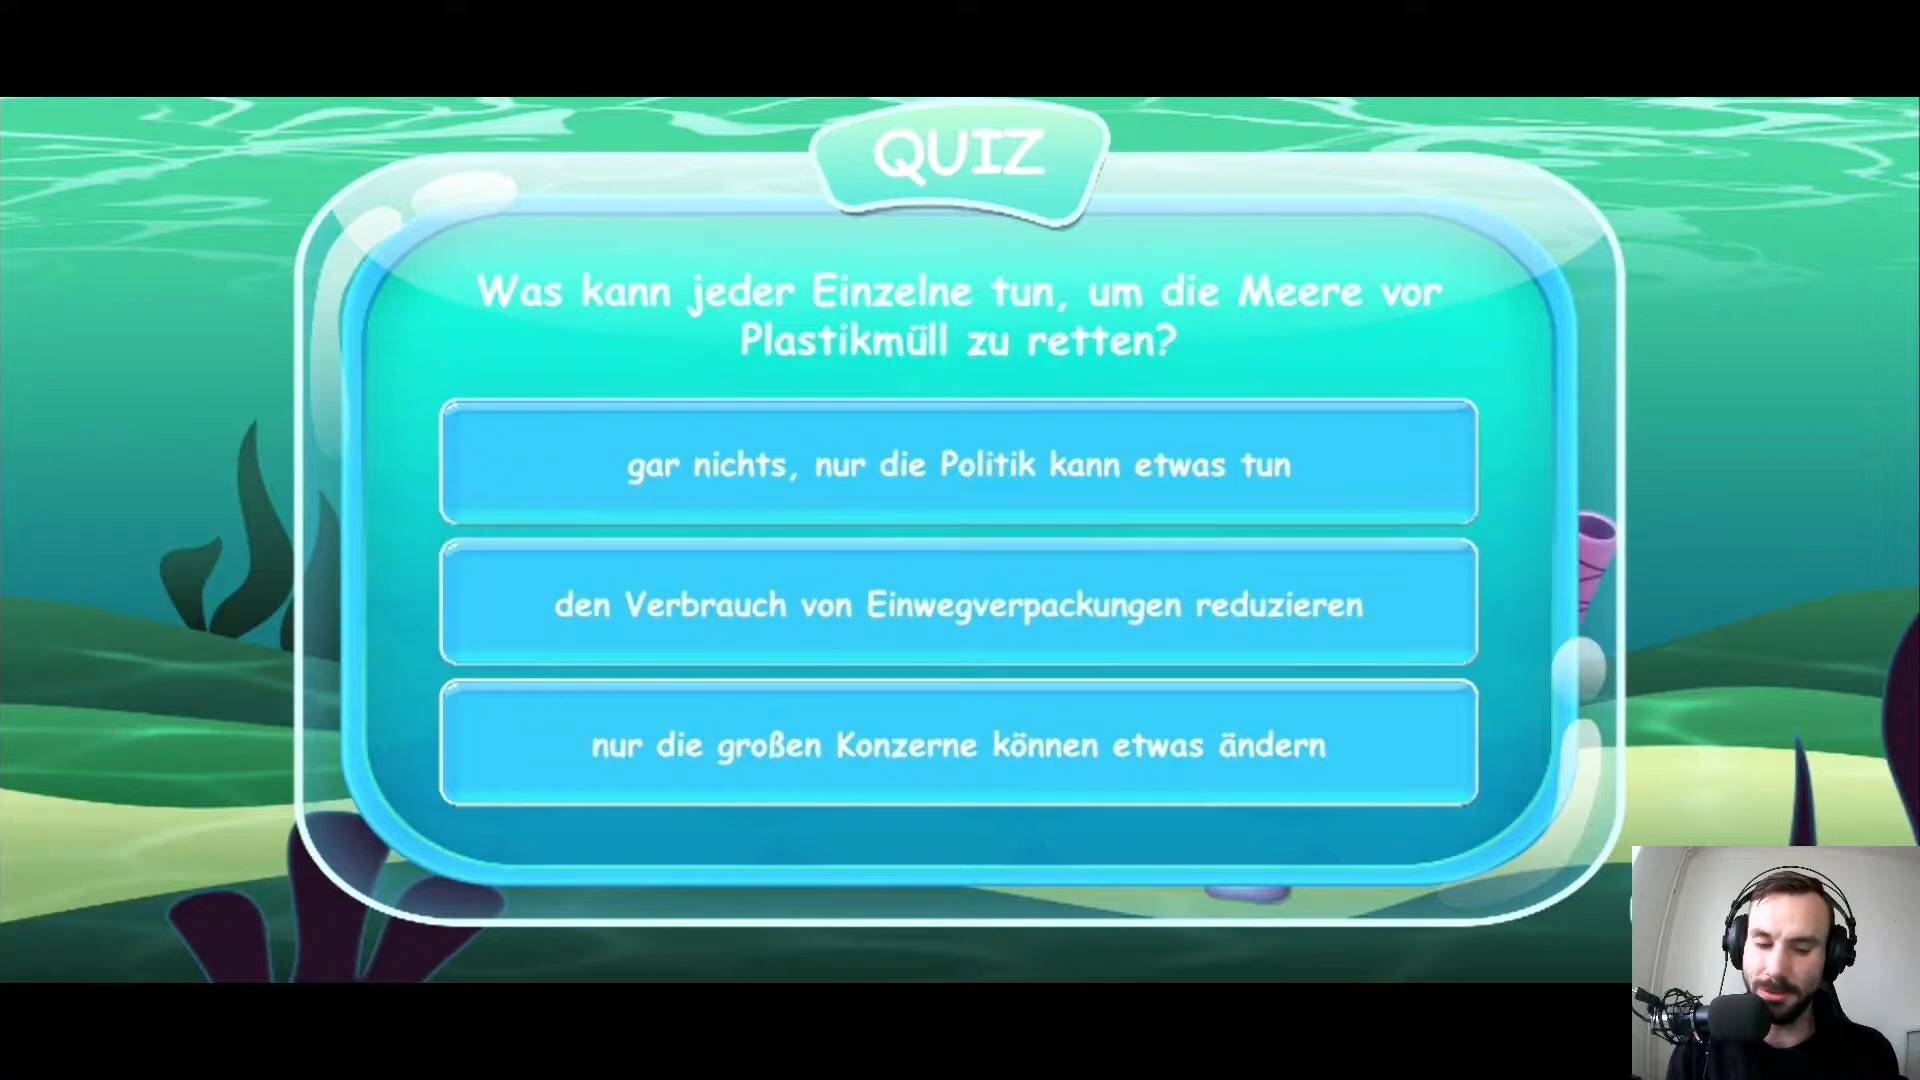 QUIZ
Was kann jeder Einzelne tun, um die Meere vor
Plastikmüll zu retten?
gar nichts, nur die Politik kann etwas tun
den Verbrauch von Einwegverpackungen reduzieren
nur die großen Konzerne können etwas ändern